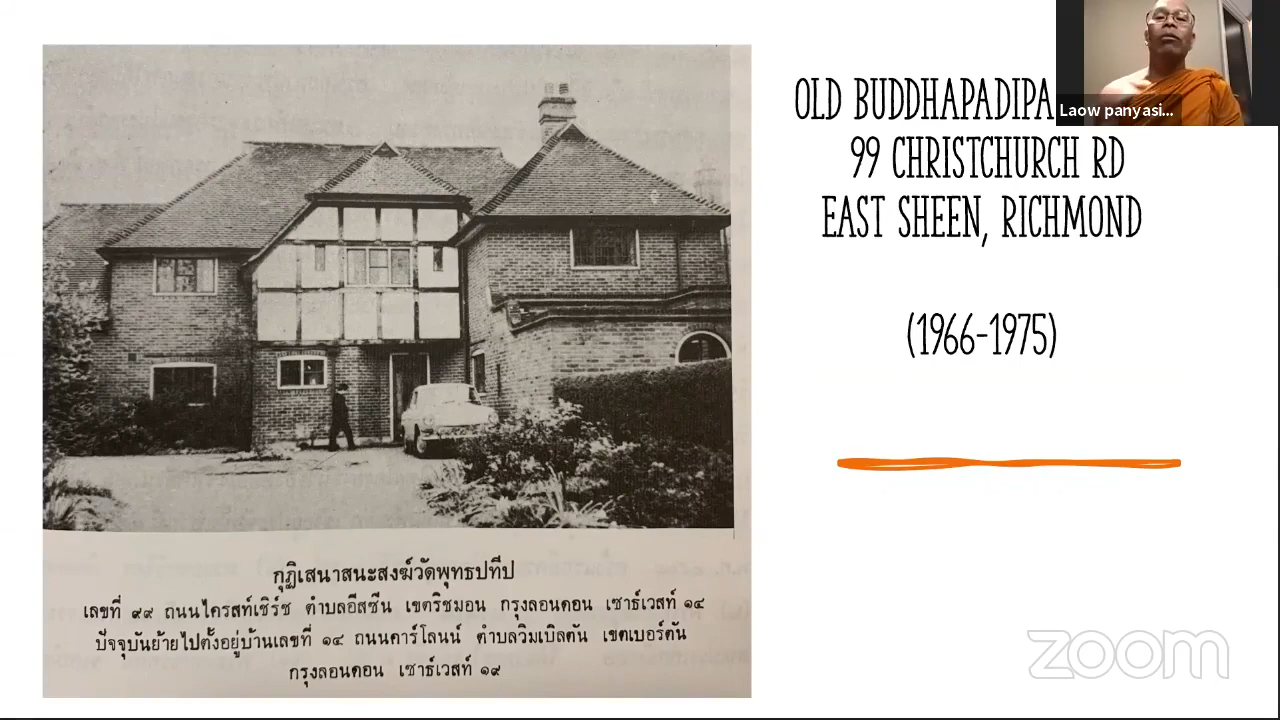 OLD BUDDHAPADIPA
99 CHRISTCHURCH RD
EAST SHEEN, RICHMOND
(1966-1975)
Laow panyasi...
กุฏิเสนาสนะสงฆ์วัดพุทธปทีป
เลขที่ ๙๙ ถนนไครสท์เชิร์ช ตำบลอีสชีน เขตริชมอน กรุงลอนดอน เซาธ์เวสท์ ๑๔
ปัจจุบันย้ายไปตั้งอยู่บ้านเลขที่ ๑๔ ถนนคาร์โลนน์ ตำบลวิมเบิลดัน เขตเบอร์ดัน
กรุงลอนดอน เซาธ์เวสท์ ๑๙
zoom